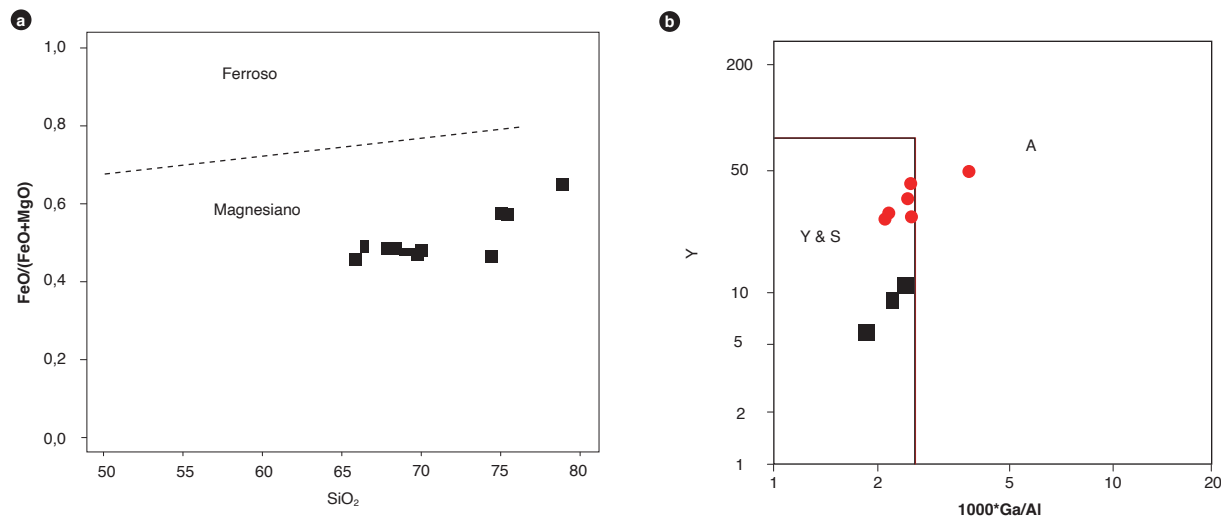 a
1,0
0,8
0,6
0,4
0,2
0,0
FeO/(FeO+MgO)
Ferroso
Magnesiano
50 55 60 65 70 75 80
SiO₂
b
200
50
10
5
2
1
Y
A
Y & S
1 2 5 10 20
1000*Ga/Al